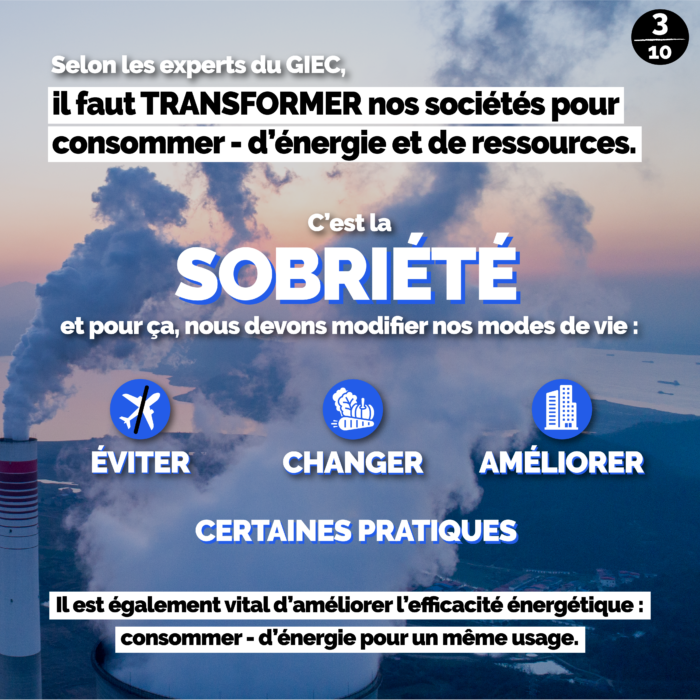 3
10
Selon les experts du GIEC,
il faut TRANSFORMER nos sociétés pour
consommer - d'énergie et de ressources.
C'est la
SOBRIÉTÉ
et pour ça, nous devons modifier nos modes de vie :
ÉVITER
CHANGER
AMÉLIORER
CERTAINES PRATIQUES
Il est également vital d'améliorer l'efficacité énergétique :
consommer - d'énergie pour un même usage.